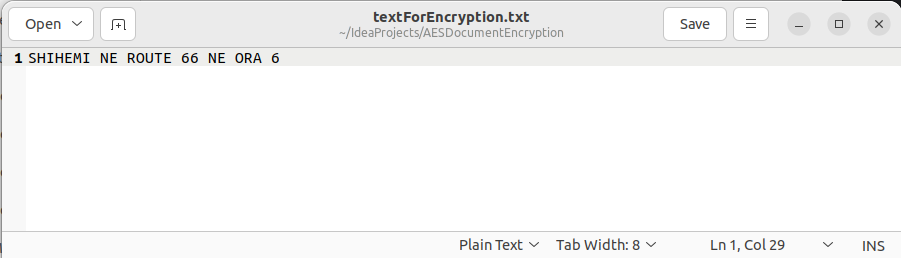 Open
textForEncryption.txt
~/IdeaProjects/AESDocumentEncryption
Save
1 SHIHEMI NE ROUTE 66 NE ORA 6
Plain Text Tab Width: 8 Ln 1, Col 29 INS